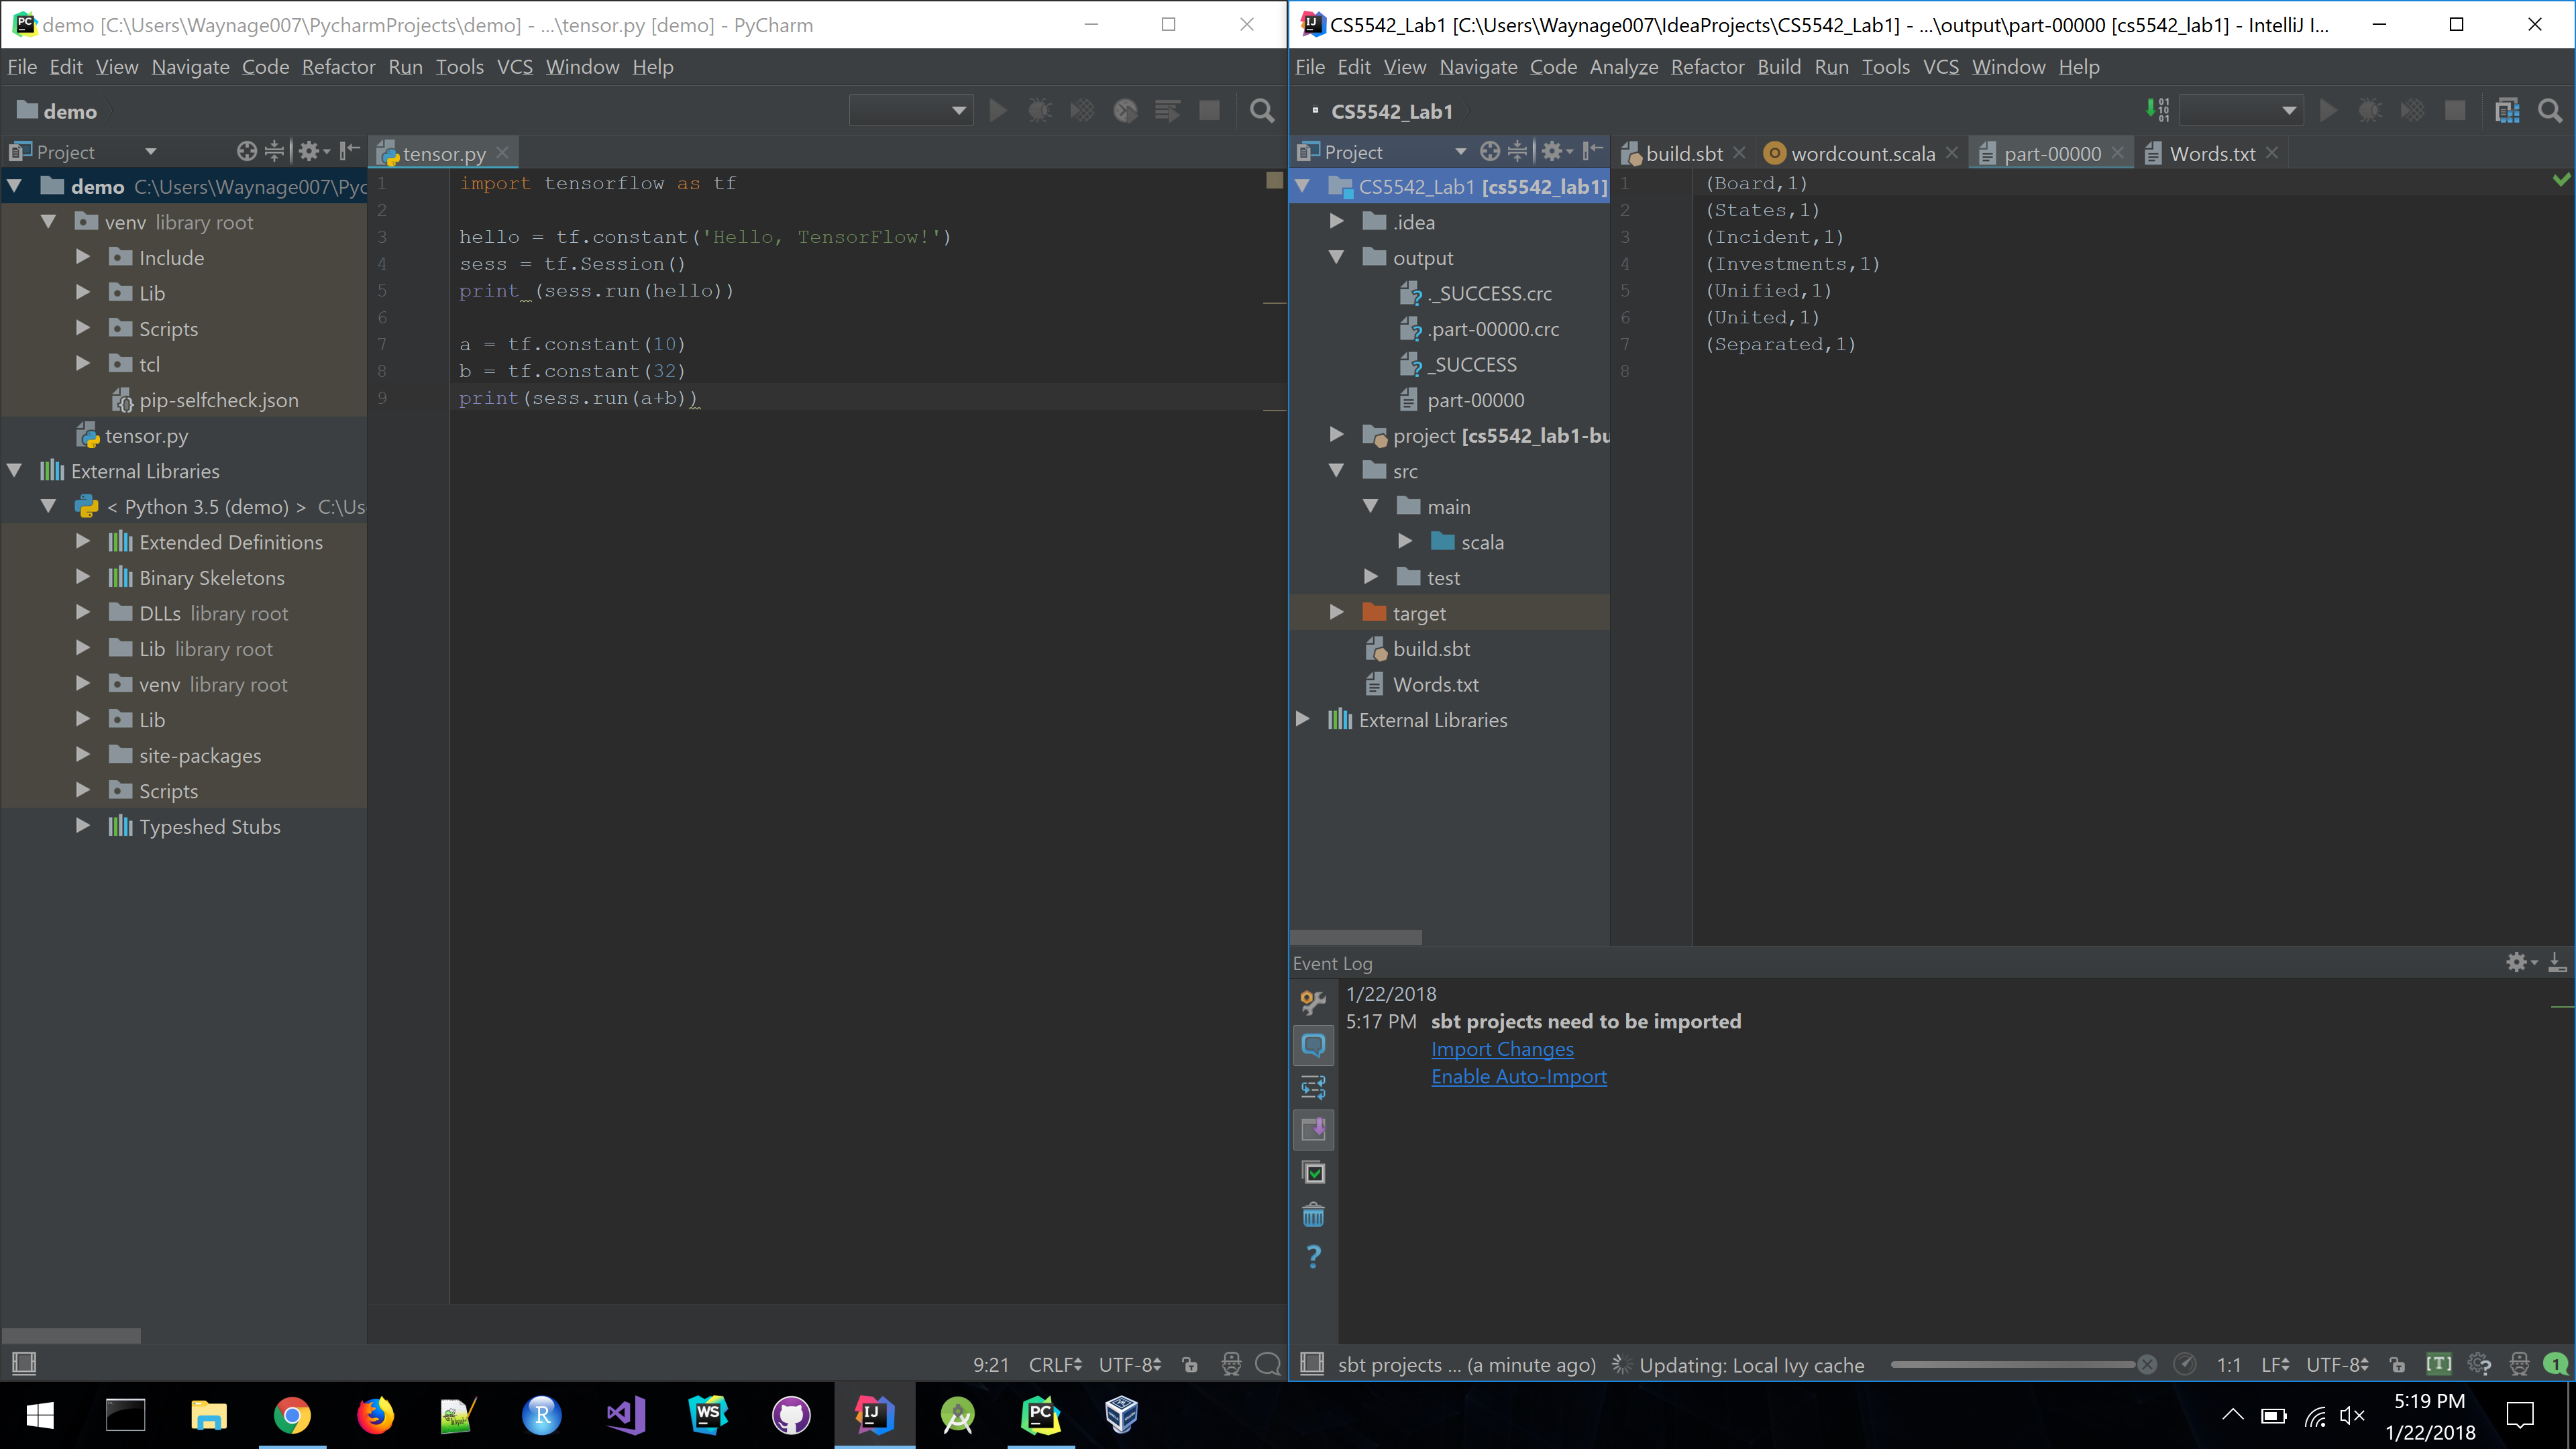 demo [C:\Users\Waynage007\PycharmProjects\demo] - ...\tensor.py [demo] - PyCharm
File Edit View Navigate Code Refactor Run Tools VCS Window Help
demo
Project
tensor.py
demo C:\Users\Waynage007\Pyc
venv library root
Include
Lib
Scripts
tcl
pip-selfcheck.json
tensor.py
External Libraries
< Python 3.5 (demo) > C:\Us
Extended Definitions
Binary Skeletons
DLLs library root
Lib library root
venv library root
Lib
site-packages
Scripts
Typeshed Stubs
1 import tensorflow as tf
2
3 hello = tf.constant('Hello, TensorFlow!')
4 sess = tf.Session()
5 print (sess.run(hello))
6
7 a = tf.constant(10)
8 b = tf.constant(32)
9 print(sess.run(a+b))
9:21 CRLF UTF-8
CS5542_Lab1 [C:\Users\Waynage007\IdeaProjects\CS5542_Lab1] - ...\output\part-00000 [cs5542_lab1] - IntelliJ I...
File Edit View Navigate Code Analyze Refactor Build Run Tools VCS Window Help
CS5542_Lab1
Project
build.sbt wordcount.scala part-00000 Words.txt
CS5542_Lab1 [cs5542_lab1]
.idea
output
._SUCCESS.crc
.part-00000.crc
_SUCCESS
part-00000
project [cs5542_lab1-bu
src
main
scala
test
target
build.sbt
Words.txt
External Libraries
1 (Board,1)
2 (States,1)
3 (Incident,1)
4 (Investments,1)
5 (Unified,1)
6 (United,1)
7 (Separated,1)
8
Event Log
1/22/2018
5:17 PM sbt projects need to be imported
Import Changes
Enable Auto-Import
sbt projects ... (a minute ago) Updating: Local Ivy cache 1:1 LF UTF-8 [T] 1
5:19 PM
1/22/2018